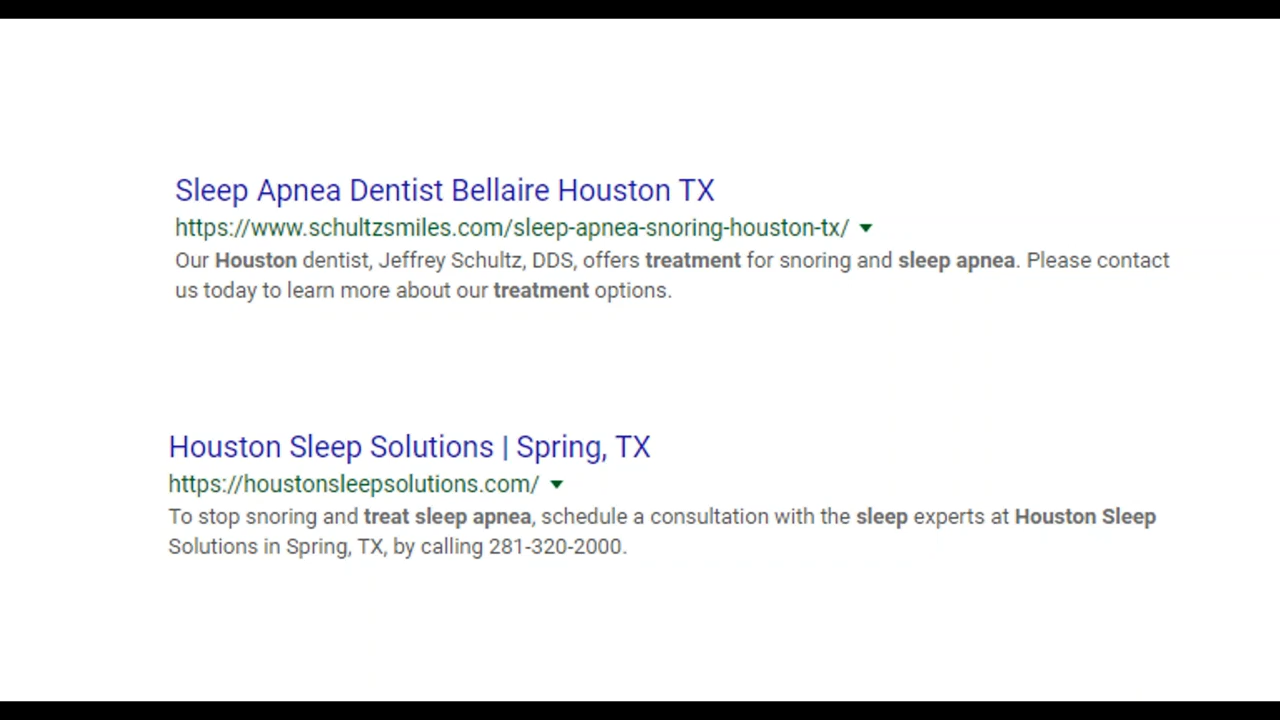 Sleep Apnea Dentist Bellaire Houston TX
https://www.schultzsmiles.com/sleep-apnea-snoring-houston-tx/
Our Houston dentist, Jeffrey Schultz, DDS, offers treatment for snoring and sleep apnea. Please contact
us today to learn more about our treatment options.
Houston Sleep Solutions | Spring, TX
https://houstonsleepsolutions.com/
To stop snoring and treat sleep apnea, schedule a consultation with the sleep experts at Houston Sleep
Solutions in Spring, TX, by calling 281-320-2000.